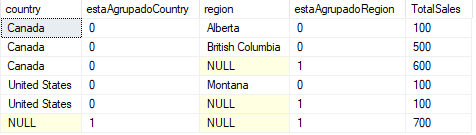 country estaAgrupadoCountry region estaAgrupadoRegion TotalSales
Canada 0 Alberta 0 100
Canada 0 British Columbia 0 500
Canada 0 NULL 1 600
United States 0 Montana 0 100
United States 0 NULL 1 100
NULL 1 NULL 1 700